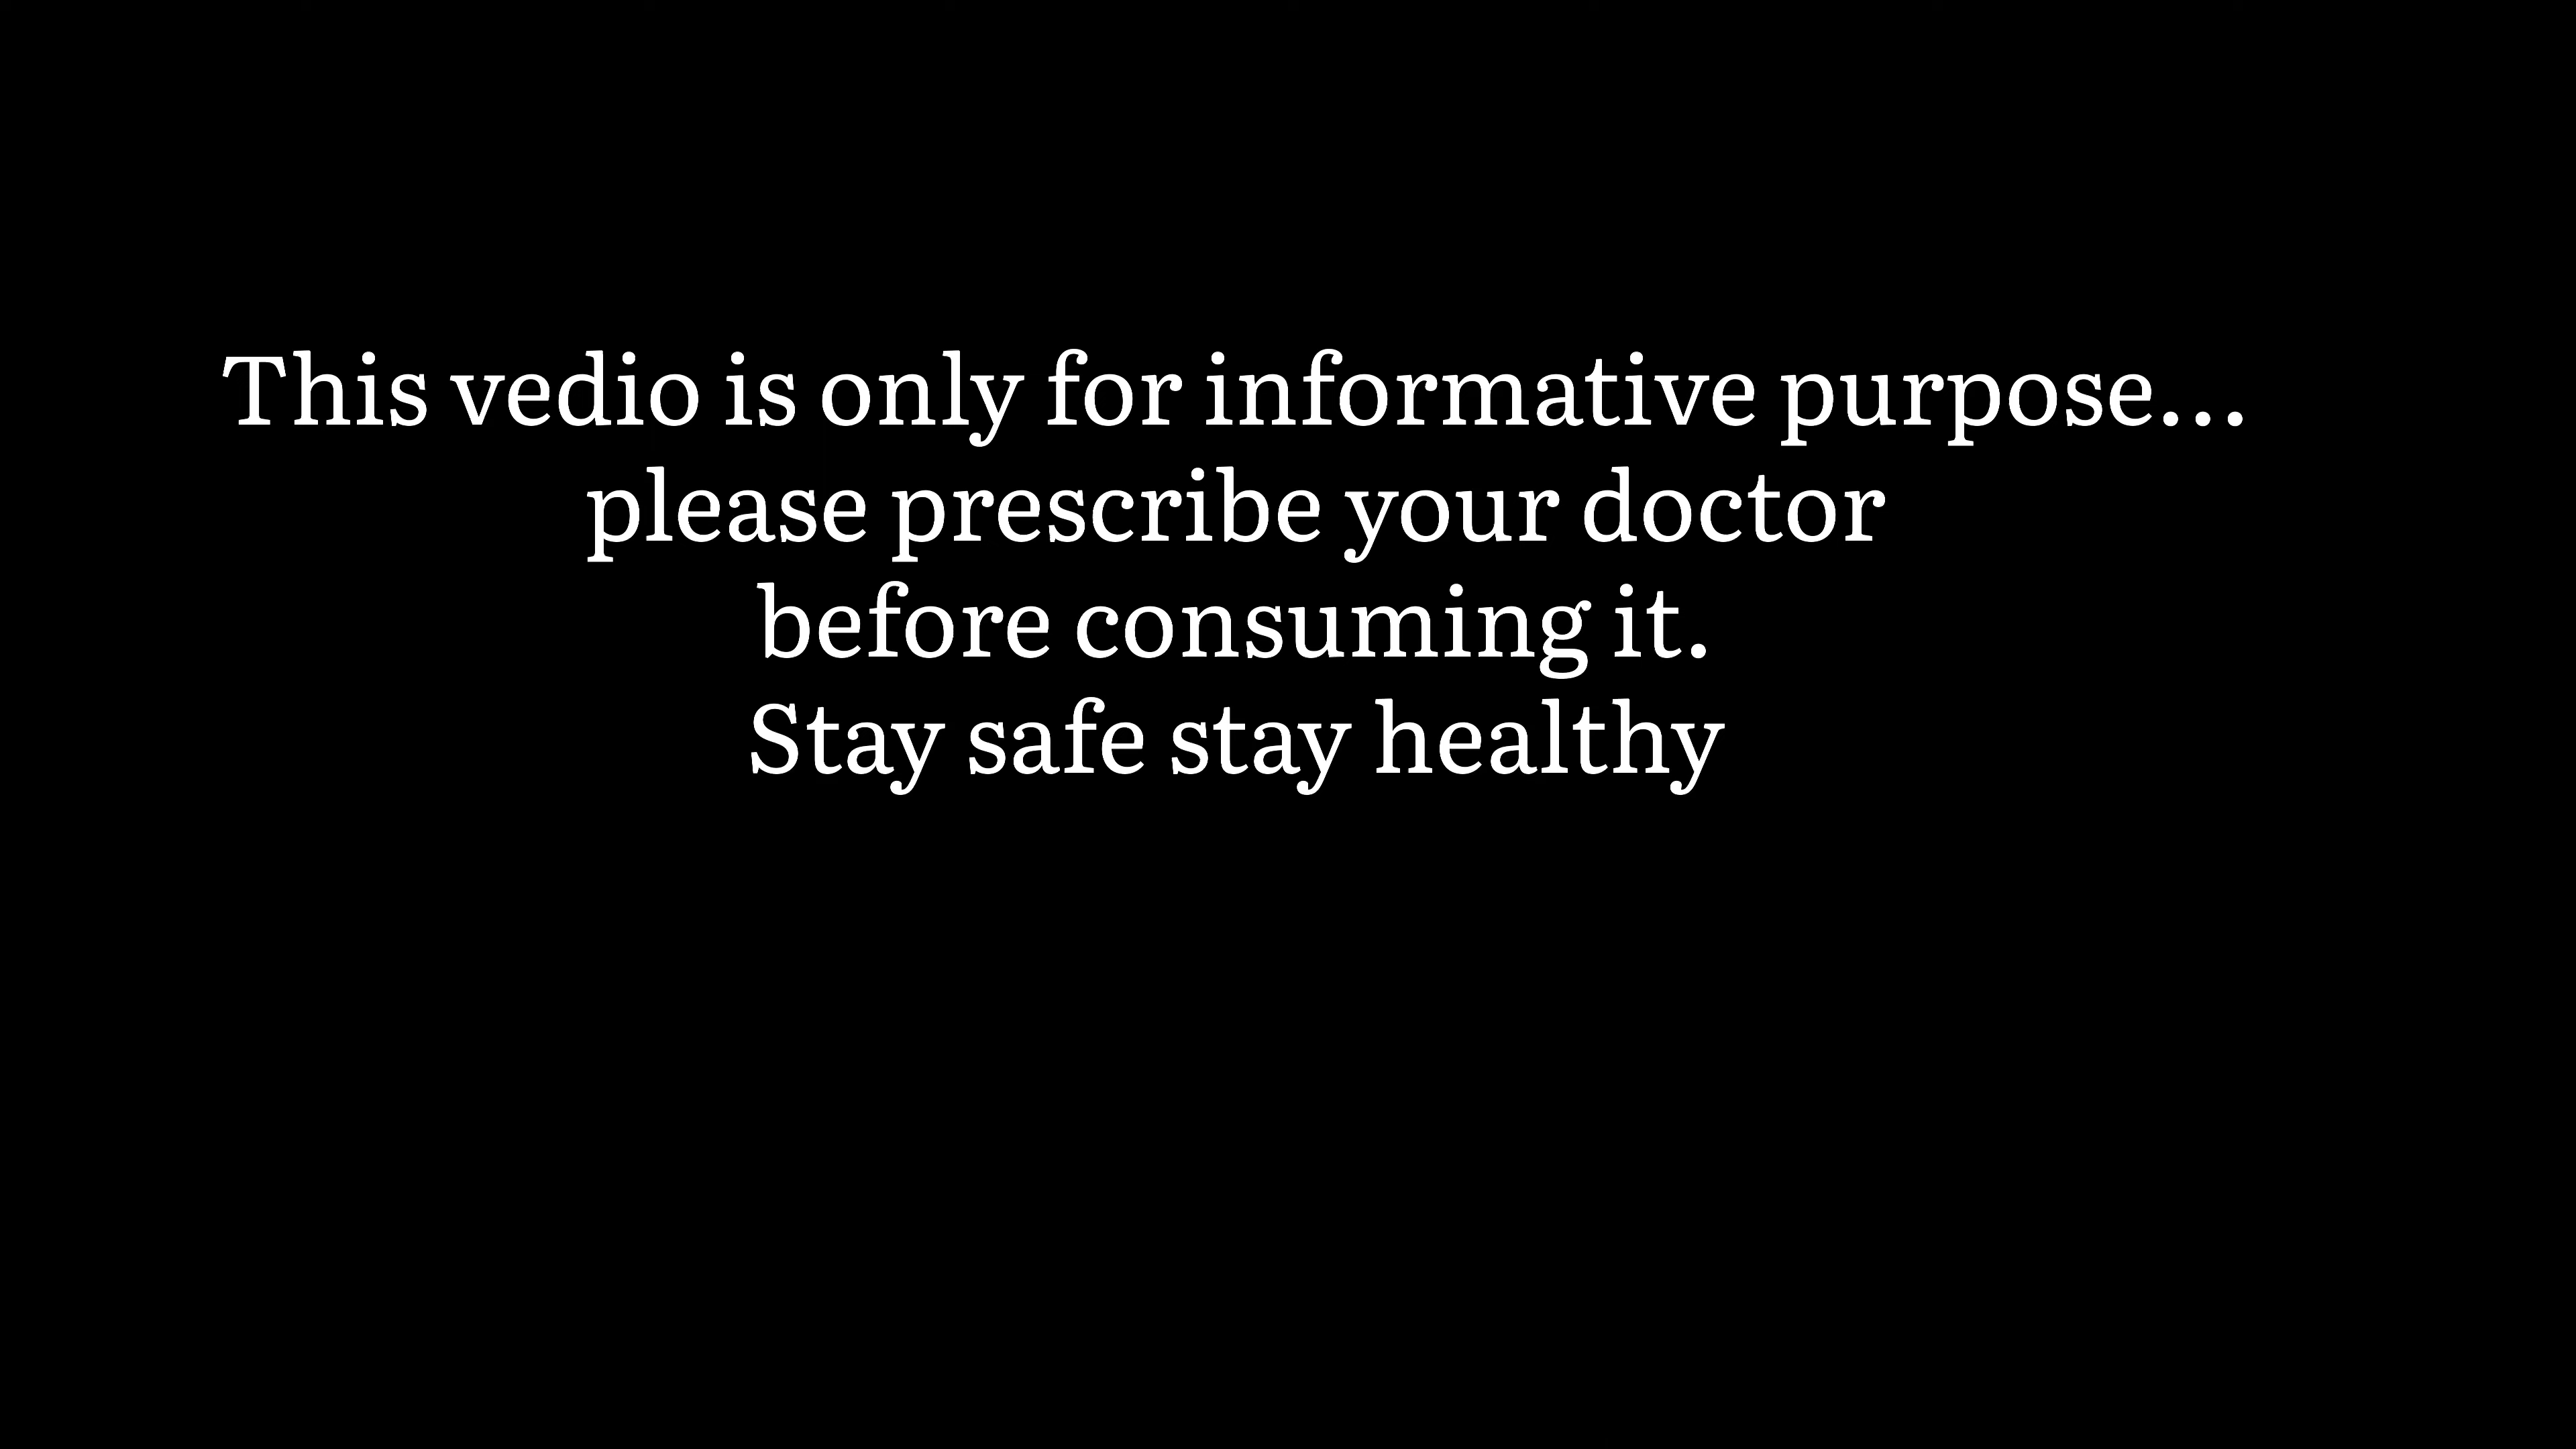 This vedio is only for informative purpose...
please prescribe your doctor
before consuming it.
Stay safe stay healthy